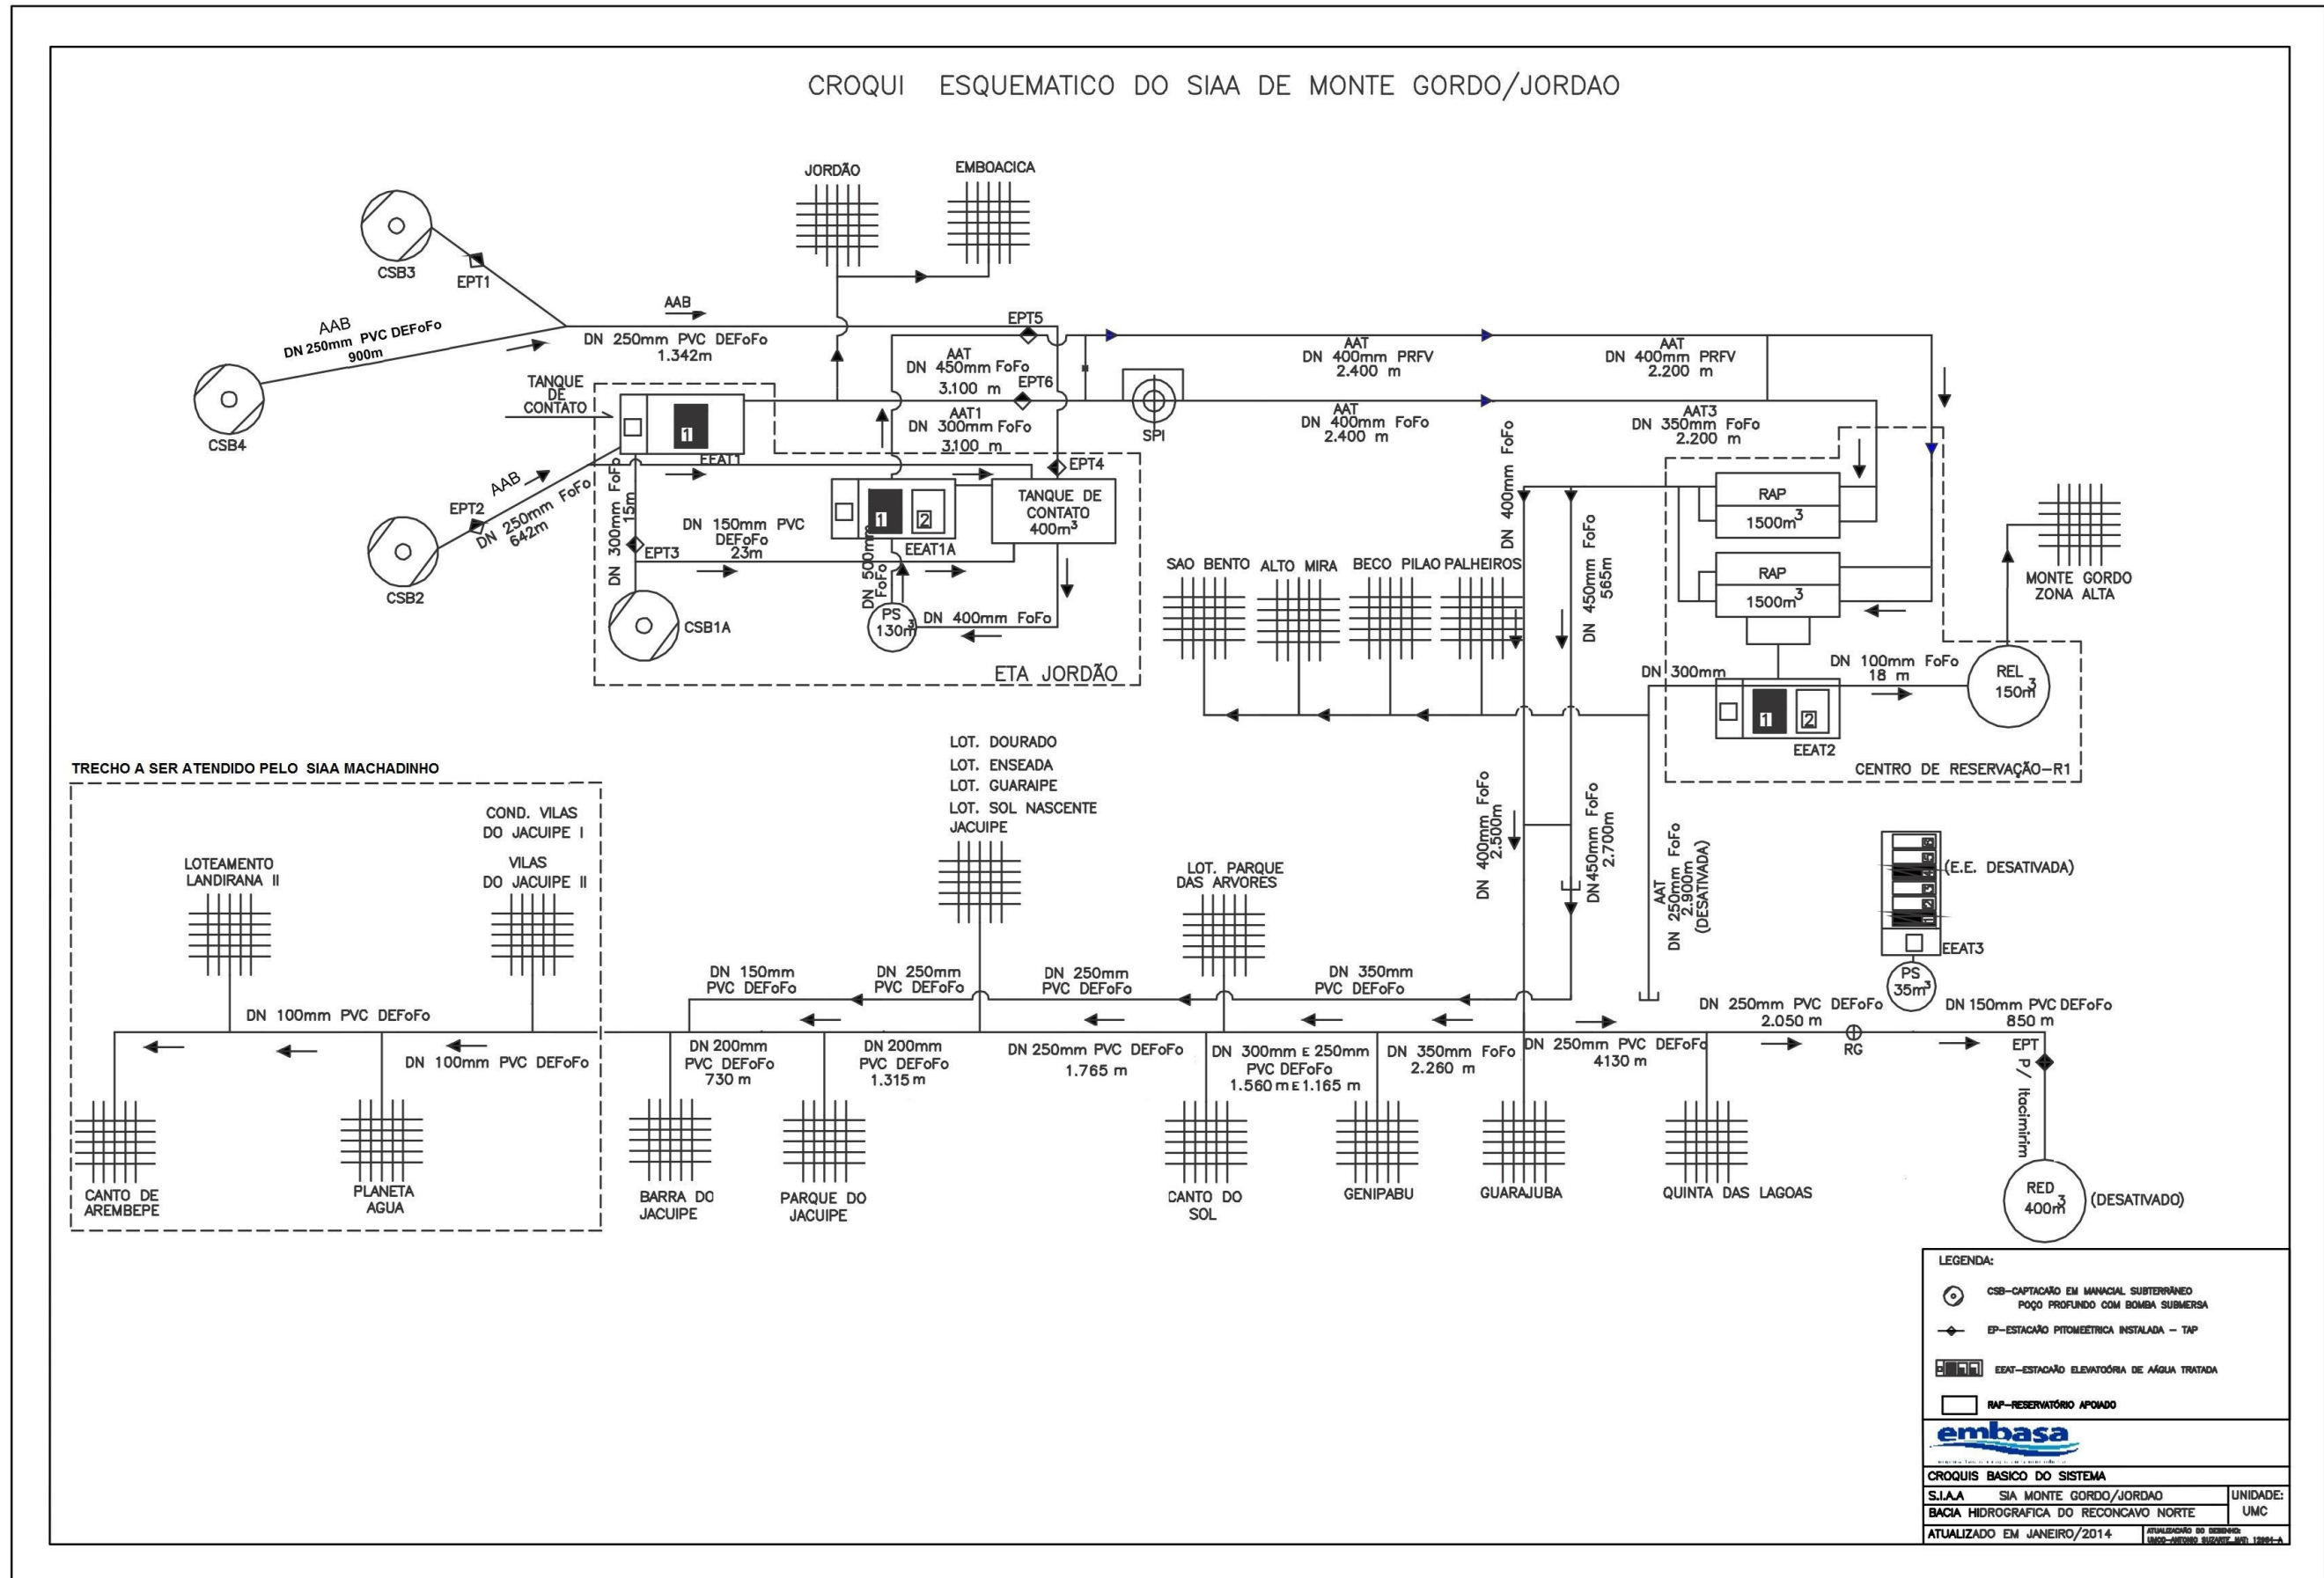 CROQUI ESQUEMATICO DO SIAA DE MONTE GORDO/JORDAO
JORDÃO
EMBOACICA
CSB3
EPT1
AAB
DN 250mm PVC DEFoFo
900m
CSB4
AAB
DN 250mm PVC DEFoFo
1.342m
TANQUE
DE
CONTATO
1
EEAT1
EPT5
AAT
DN 450mm FoFo
3.100 m
EPT6
AAT1
DN 300mm FoFo
3.100 m
SPI
AAT
DN 400mm PRFV
2.400 m
AAT
DN 400mm PRFV
2.200 m
AAT
DN 400mm FoFo
2.400 m
AAT3
DN 350mm FoFo
2.200 m
EPT2
AAB
DN 250mm FoFo
642m
CSB2
DN 300mm FoFo
15m
EPT3
DN 150mm PVC
DEFoFo
23m
CSB1A
1
2
EEAT1A
EPT4
TANQUE DE
CONTATO
400m³
DN 500mm
FoFo
PS
130m³
DN 400mm FoFo
ETA JORDÃO
DN 400mm FoFo
DN 450mm FoFo
565m
RAP
1500m³
RAP
1500m³
MONTE GORDO
ZONA ALTA
SAO BENTO
ALTO MIRA
BECO PILAO
PALHEIROS
DN 300mm
DN 100mm FoFo
18 m
REL
150m³
1
2
EEAT2
CENTRO DE RESERVAÇÃO-R1
TRECHO A SER ATENDIDO PELO SIAA MACHADINHO
LOTEAMENTO
LANDIRANA II
COND. VILAS
DO JACUIPE I
VILAS
DO JACUIPE II
LOT. DOURADO
LOT. ENSEADA
LOT. GUARAIPE
LOT. SOL NASCENTE
JACUIPE
LOT. PARQUE
DAS ARVORES
DN 400mm FoFo
2.500m
DN450mm FoFo
2.700m
AAT
DN 250mm FoFo
2.900m
(DESATIVADA)
(E.E. DESATIVADA)
EEAT3
PS
35m³
DN 150mm
PVC DEFoFo
DN 250mm
PVC DEFoFo
DN 250mm
PVC DEFoFo
DN 350mm
PVC DEFoFo
DN 100mm PVC DEFoFo
DN 100mm PVC DEFoFo
DN 200mm
PVC DEFoFo
730 m
DN 200mm
PVC DEFoFo
1.315 m
DN 250mm PVC DEFoFo
1.765 m
DN 300mm E 250mm
PVC DEFoFo
1.560 m E 1.165 m
DN 350mm FoFo
2.260 m
DN 250mm PVC DEFoFo
4130 m
DN 250mm PVC DEFoFo
2.050 m
RG
DN 150mm PVC DEFoFo
850 m
EPT
P/ Itacimirim
CANTO DE
AREMBEPE
PLANETA
AGUA
BARRA DO
JACUIPE
PARQUE DO
JACUIPE
CANTO DO
SOL
GENIPABU
GUARAJUBA
QUINTA DAS LAGOAS
RED
400m³
(DESATIVADO)
LEGENDA:
CSB-CAPTACAÃO EM MANACIAL SUBTERRÂNEO
POÇO PROFUNDO COM BOMBA SUBMERSA
EP-ESTACAÃO PITOMEÉTRICA INSTALADA - TAP
EEAT-ESTACAÃO ELEVATOÓRIA DE AÁGUA TRATADA
RAP-RESERVATÓRIO APOIADO
embasa
CROQUIS BASICO DO SISTEMA
S.I.A.A SIA MONTE GORDO/JORDAO
UNIDADE:
UMC
BACIA HIDROGRAFICA DO RECONCAVO NORTE
ATUALIZADO EM JANEIRO/2014